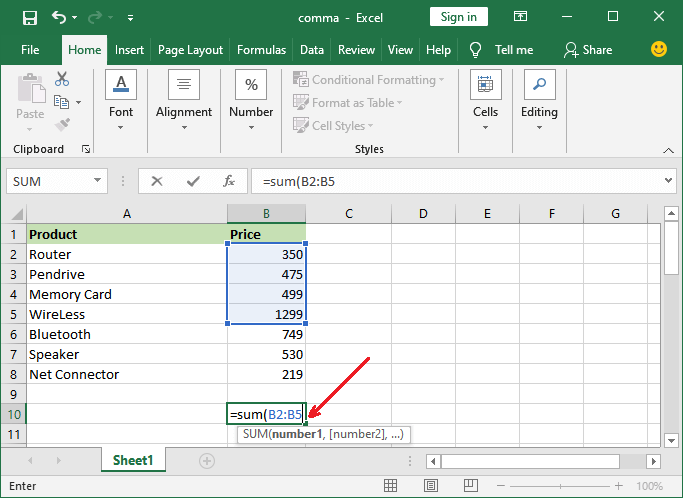 comma - Excel
Sign in
File Home Insert Page Layout Formulas Data Review View Help Tell me Share
Paste
Clipboard
Font
Alignment
%
Number
Conditional Formatting
Format as Table
Cell Styles
Styles
Cells
Editing
SUM fx =sum(B2:B5
A B C D E F G
1 Product Price
2 Router 350
3 Pendrive 475
4 Memory Card 499
5 WireLess 1299
6 Bluetooth 749
7 Speaker 530
8 Net Connector 219
9
10 =sum(B2:B5
11 SUM(number1, [number2], ...)
Sheet1
Enter 100%